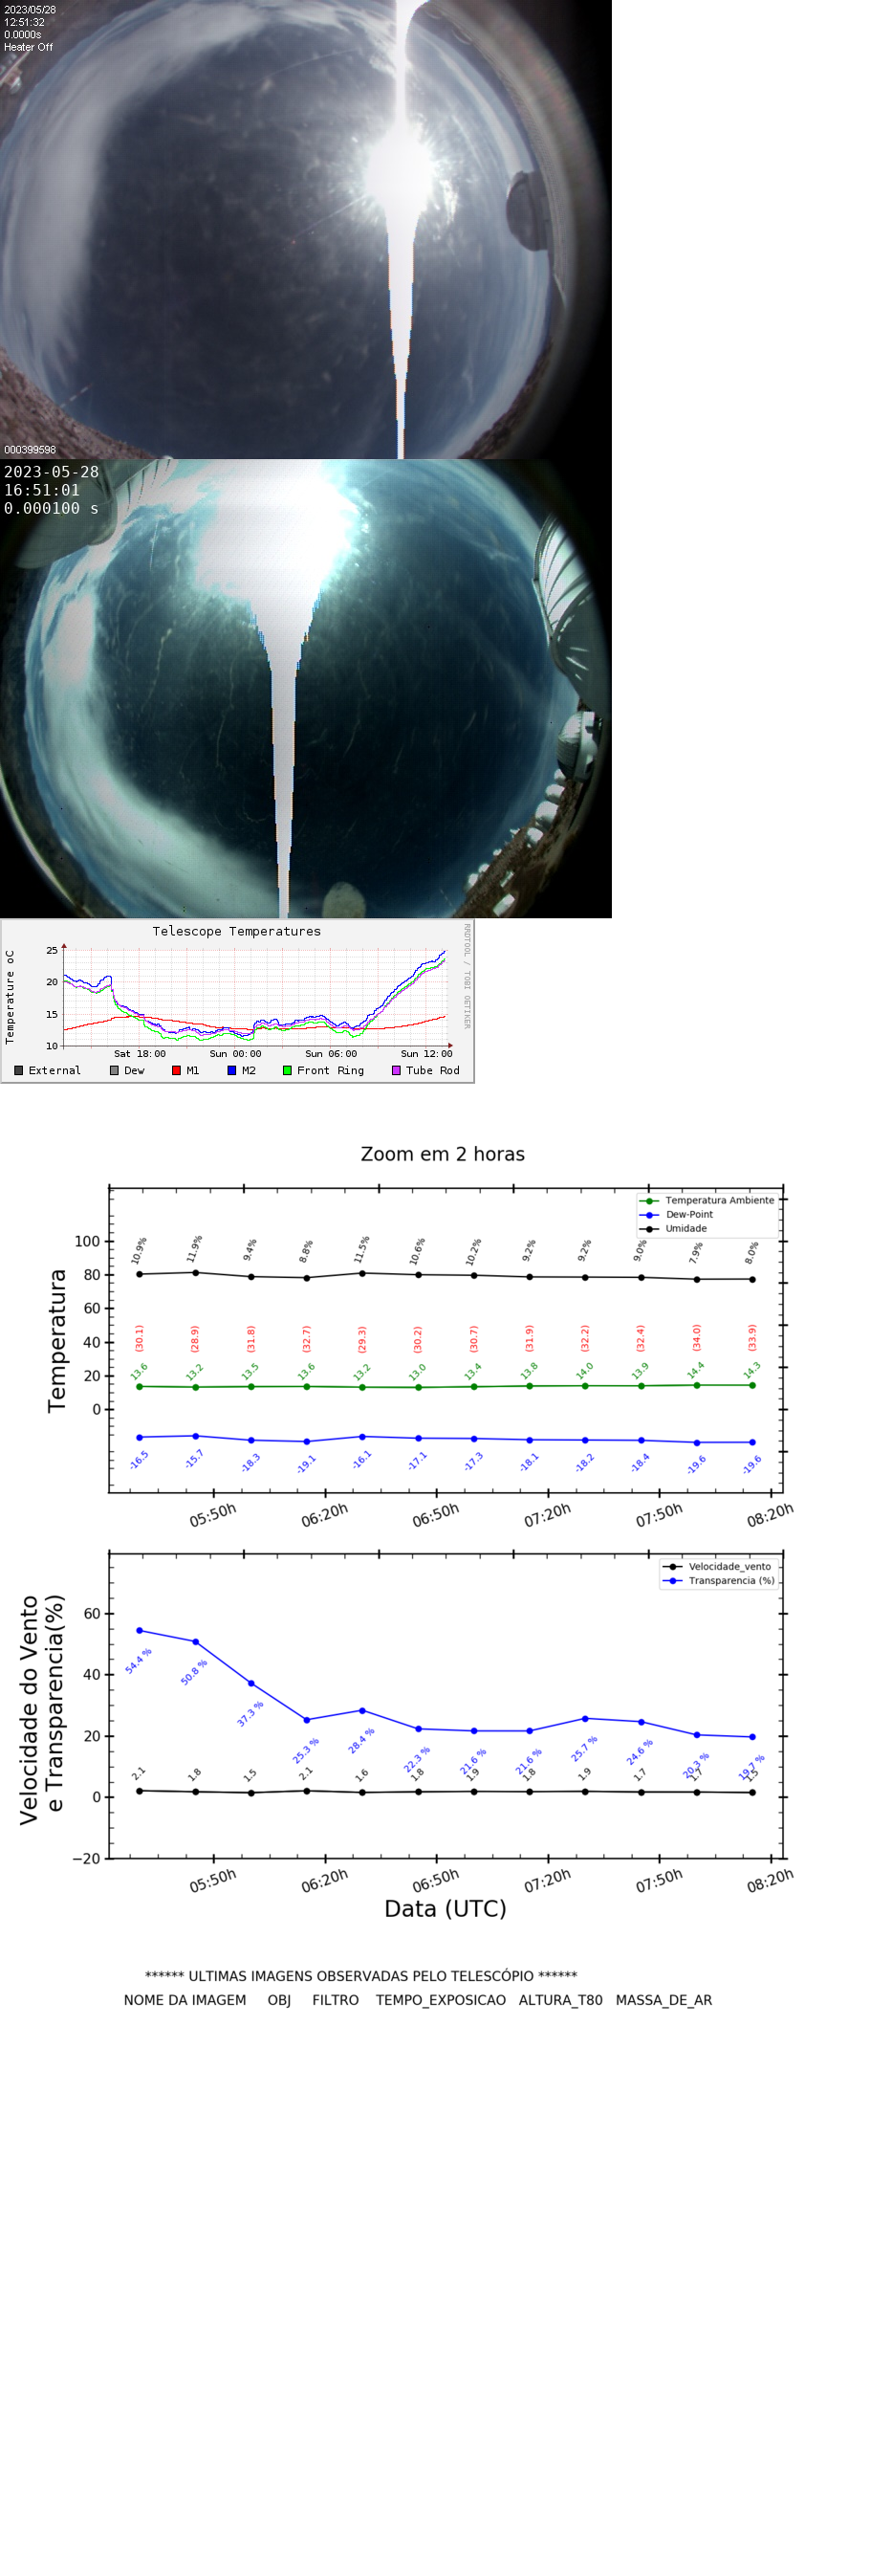 2023/05/28
12:51:32
0.0000s
Heater Off
000399598
2023-05-28
16:51:01
0.000100 s
Telescope Temperatures
RRDTOOL / TOBI OETIKER
Temperature oC
25
20
15
10
Sat 18:00 Sun 00:00 Sun 06:00 Sun 12:00
External Dew M1 M2 Front Ring Tube Rod
Zoom em 2 horas
Temperatura Ambiente
Dew-Point
Umidade
Temperatura
100
80
60
40
20
0
10.9% 11.9% 9.4% 8.8% 11.5% 10.6% 10.2% 9.2% 9.2% 9.0% 7.9% 8.0%
(30.1) (28.9) (31.8) (32.7) (29.3) (30.2) (30.7) (31.9) (32.2) (32.4) (34.0) (33.9)
13.6 13.2 13.5 13.6 13.2 13.0 13.4 13.8 14.0 13.9 14.4 14.3
-16.5 -15.7 -18.3 -19.1 -16.1 -17.1 -17.3 -18.1 -18.2 -18.4 -19.6 -19.6
05:50h 06:20h 06:50h 07:20h 07:50h 08:20h
Velocidade_vento
Transparencia (%)
Velocidade do Vento
e Transparencia(%)
60
40
20
0
−20
54.4 % 50.8 % 37.3 % 25.3 % 28.4 % 22.3 % 21.6 % 21.6 % 25.7 % 24.6 % 20.3 % 19.7 %
2.1 1.8 1.5 2.1 1.6 1.8 1.9 1.8 1.9 1.7 1.7 1.5
05:50h 06:20h 06:50h 07:20h 07:50h 08:20h
Data (UTC)
****** ULTIMAS IMAGENS OBSERVADAS PELO TELESCÓPIO ******
NOME DA IMAGEM OBJ FILTRO TEMPO_EXPOSICAO ALTURA_T80 MASSA_DE_AR